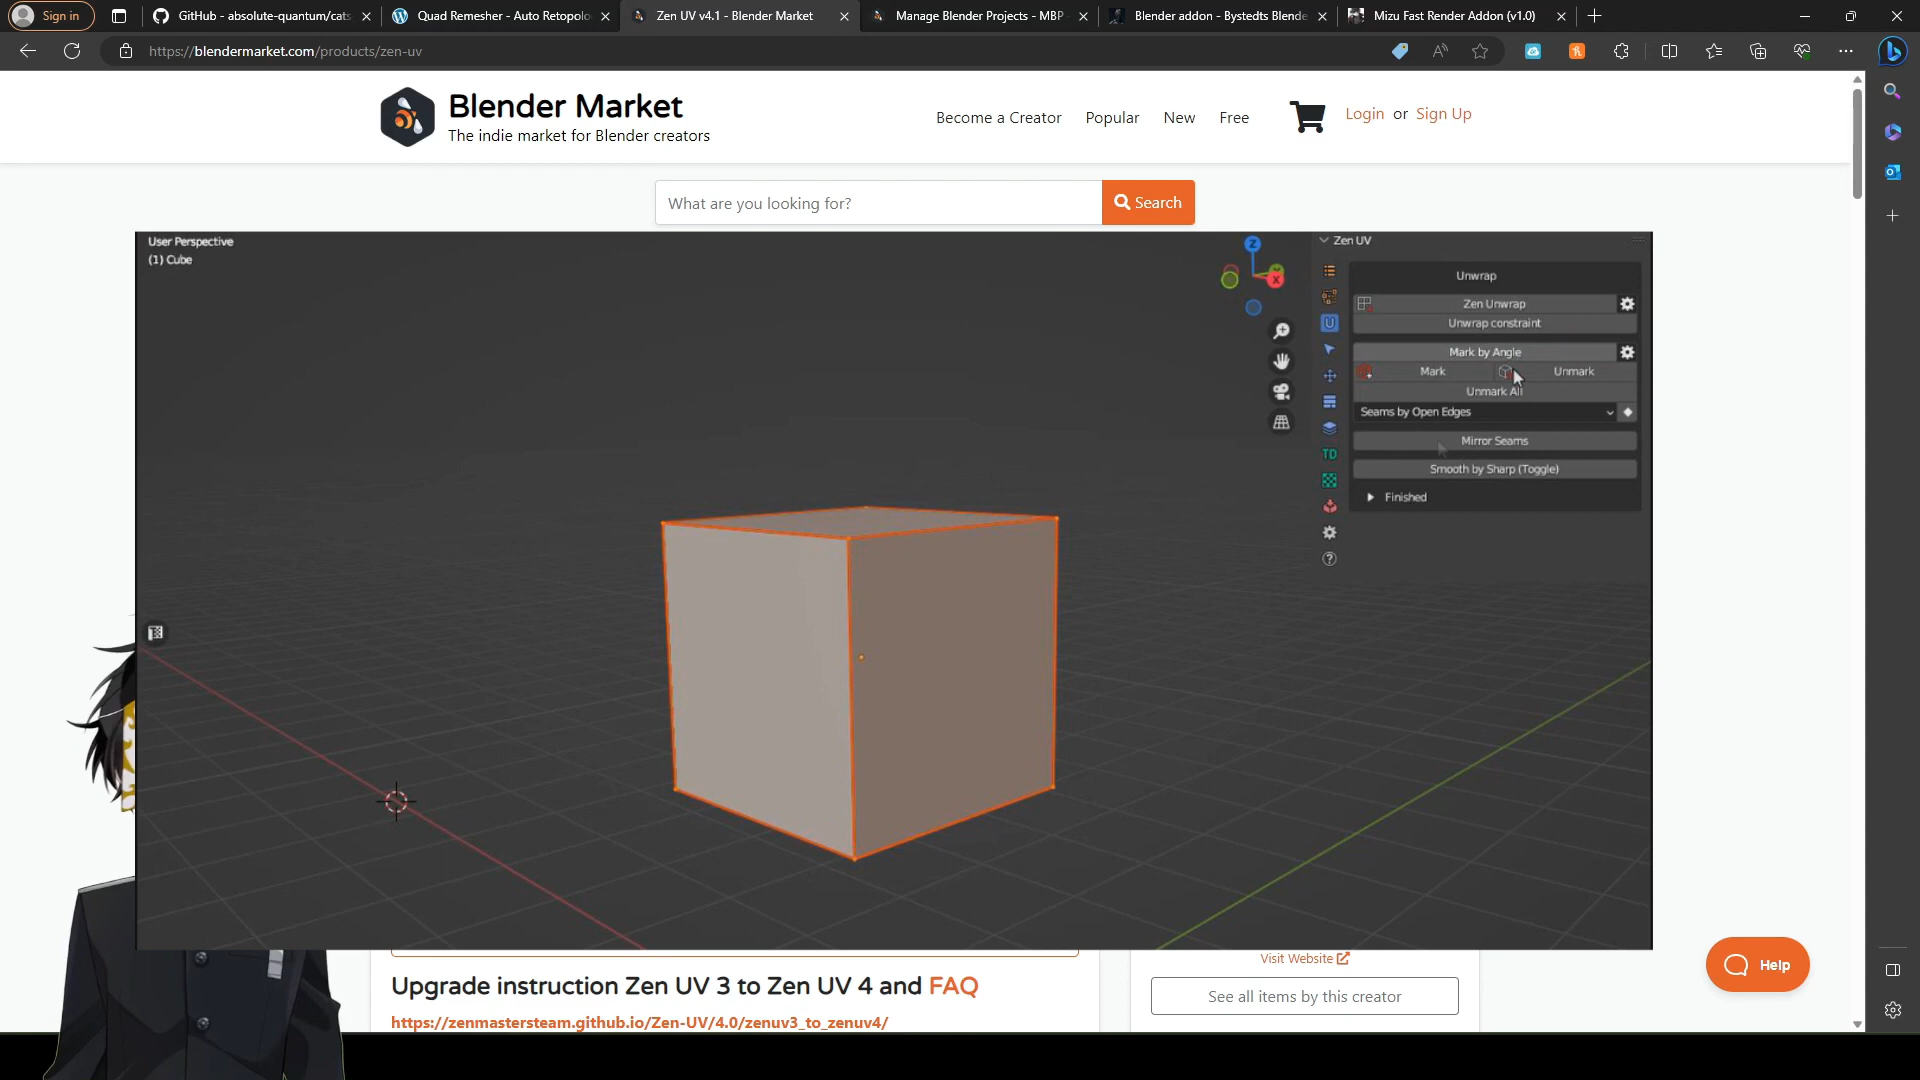 Sign in
GitHub - absolute-quantum/cats
Quad Remesher - Auto Retopolo
Zen UV v4.1 - Blender Market
Manage Blender Projects - MBP
Blender addon - Bystedts Blende
Mizu Fast Render Addon (v1.0)
https://blendermarket.com/products/zen-uv
Blender Market
The indie market for Blender creators
Become a Creator
Popular
New
Free
Login or Sign Up
What are you looking for?
Search
User Perspective
(1) Cube
Z
X
Zen UV
Unwrap
Zen Unwrap
Unwrap constraint
Mark by Angle
Mark
Unmark
Unmark All
Seams by Open Edges
Mirror Seams
TD
Smooth by Sharp (Toggle)
Finished
Visit Website
Help
Upgrade instruction Zen UV 3 to Zen UV 4 and FAQ
See all items by this creator
https://zenmastersteam.github.io/Zen-UV/4.0/zenuv3_to_zenuv4/